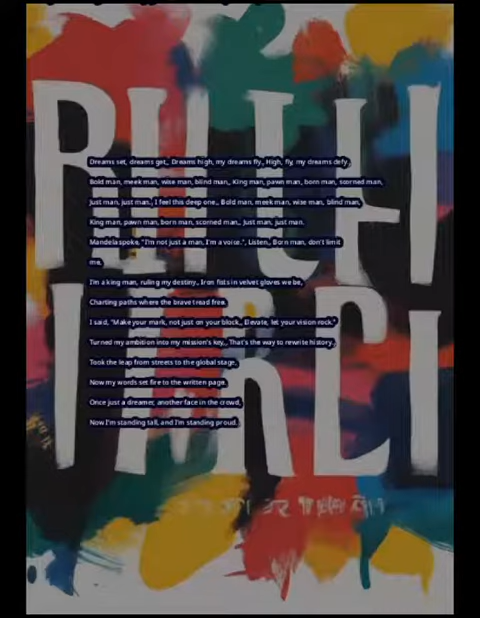 Dreams set, dreams get,, Dreams high, my dreams fly,, High, fly, my dreams defy,
Bold man, meek man, wise man, blind man,, King man, pawn man, born man, scorned man,
Just man, just man,, I feel this deep one,, Bold man, meek man, wise man, blind man,
King man, pawn man, born man, scorned man,, Just man, just man.
Mandela spoke, "I'm not just a man, I'm a voice.", Listen,, Born man, don't limit
me,
I'm a king man, ruling my destiny,, Iron fists in velvet gloves we be,
Charting paths where the brave tread free.
I said, "Make your mark, not just on your block,, Elevate, let your vision rock."
Turned my ambition into my mission's key,, That's the way to rewrite history.
Took the leap from streets to the global stage,
Now my words set fire to the written page.
Once just a dreamer, another face in the crowd,
Now I'm standing tall, and I'm standing proud.